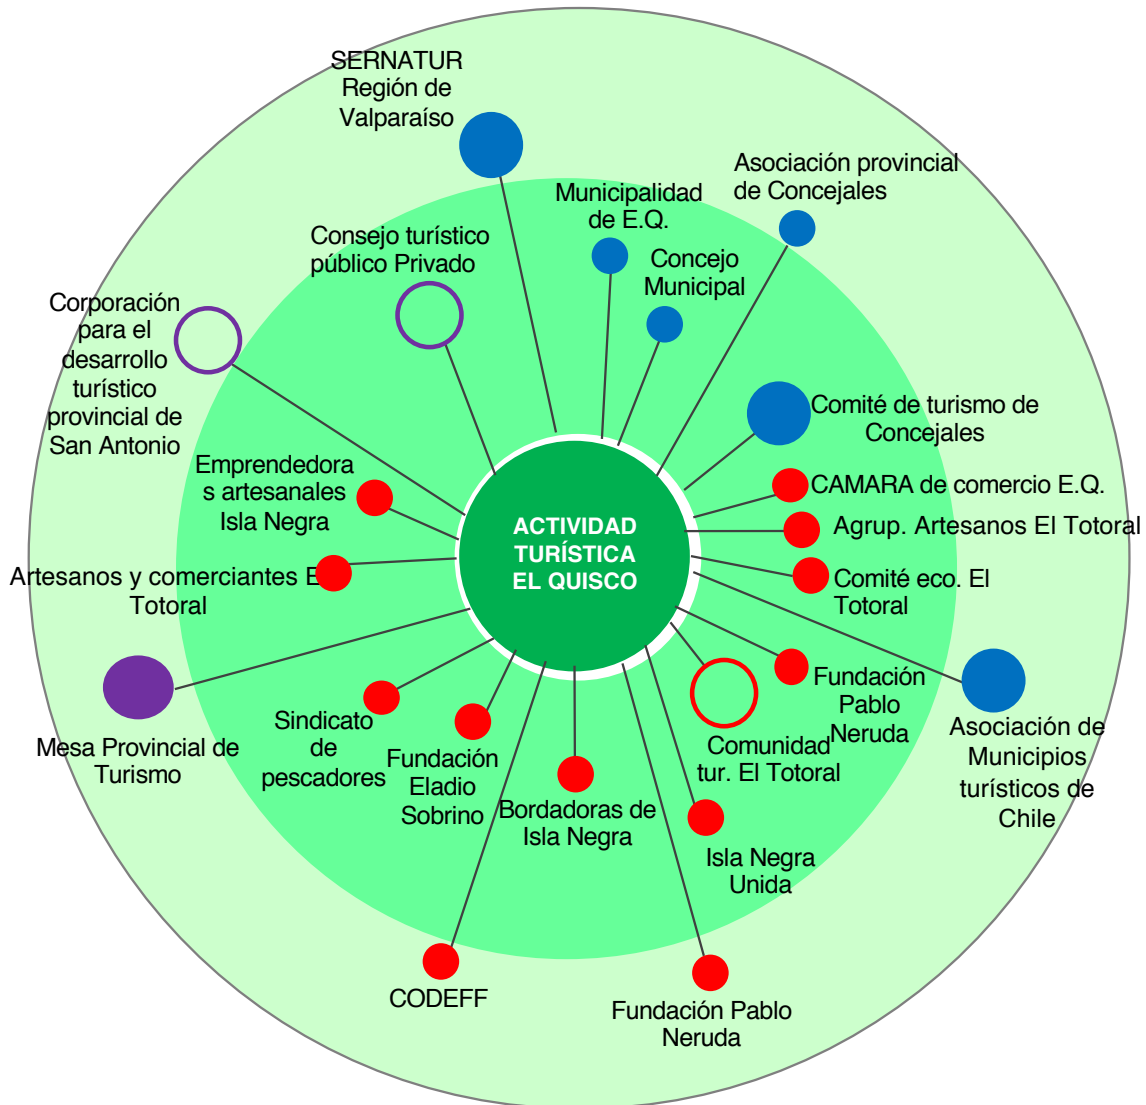 SERNATUR
Región de
Valparaíso
Asociación provincial
de Concejales
Municipalidad
de E.Q.
Concejo
Municipal
Consejo turístico
público Privado
Corporación
para el
desarrollo
turístico
provincial de
San Antonio
Comité de turismo de
Concejales
Emprendedora
s artesanales
Isla Negra
CAMARA de comercio E.Q.
Agrup. Artesanos El Totoral
ACTIVIDAD
TURÍSTICA
EL QUISCO
Artesanos y comerciantes E
Totoral
Comité eco. El
Totoral
Fundación
Pablo
Neruda
Asociación de
Municipios
turísticos de
Chile
Mesa Provincial de
Turismo
Sindicato
de
pescadores
Fundación
Eladio
Sobrino
Bordadoras de
Isla Negra
Comunidad
tur. El Totoral
Isla Negra
Unida
CODEFF
Fundación Pablo
Neruda